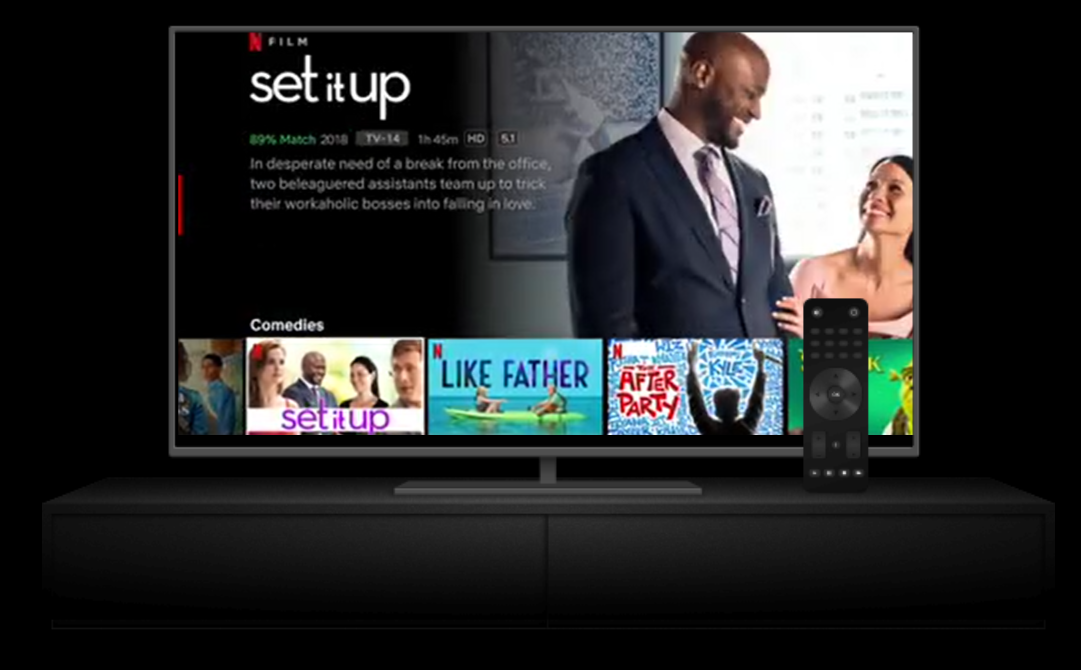 N FILM
set it up
89% Match 2018 TV-14 1h 45m HD 5.1
In desperate need of a break from the office,
two beleaguered assistants team up to trick
their workaholic bosses into falling in love.
Comedies
N
set it up
N
LIKE FATHER
N
THE
AFTER
PARTY
KYLE
K
OK